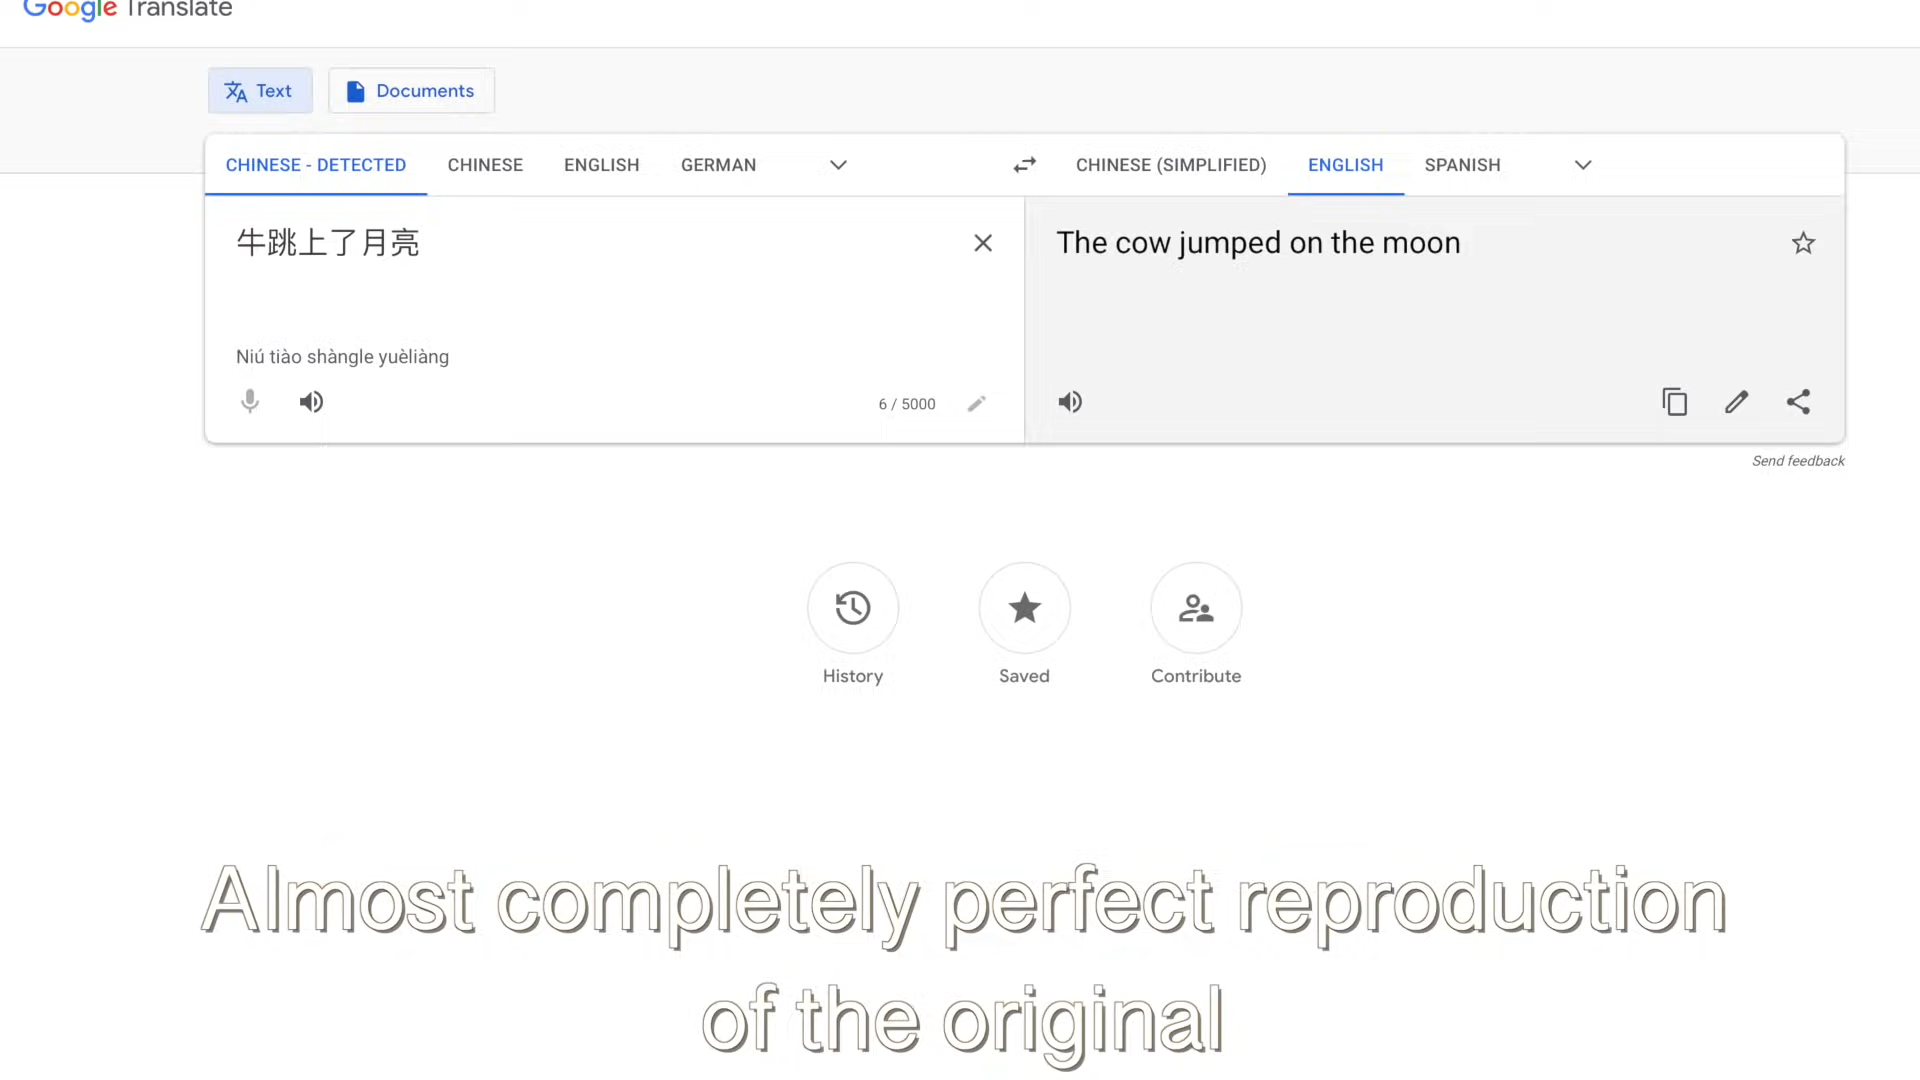 Google Translate
Text
Documents
CHINESE - DETECTED
CHINESE
ENGLISH
GERMAN
CHINESE (SIMPLIFIED)
ENGLISH
SPANISH
牛跳上了月亮
The cow jumped on the moon
Niú tiào shàngle yuèliàng
6 / 5000
Send feedback
History
Saved
Contribute
Almost completely perfect reproduction
of the original